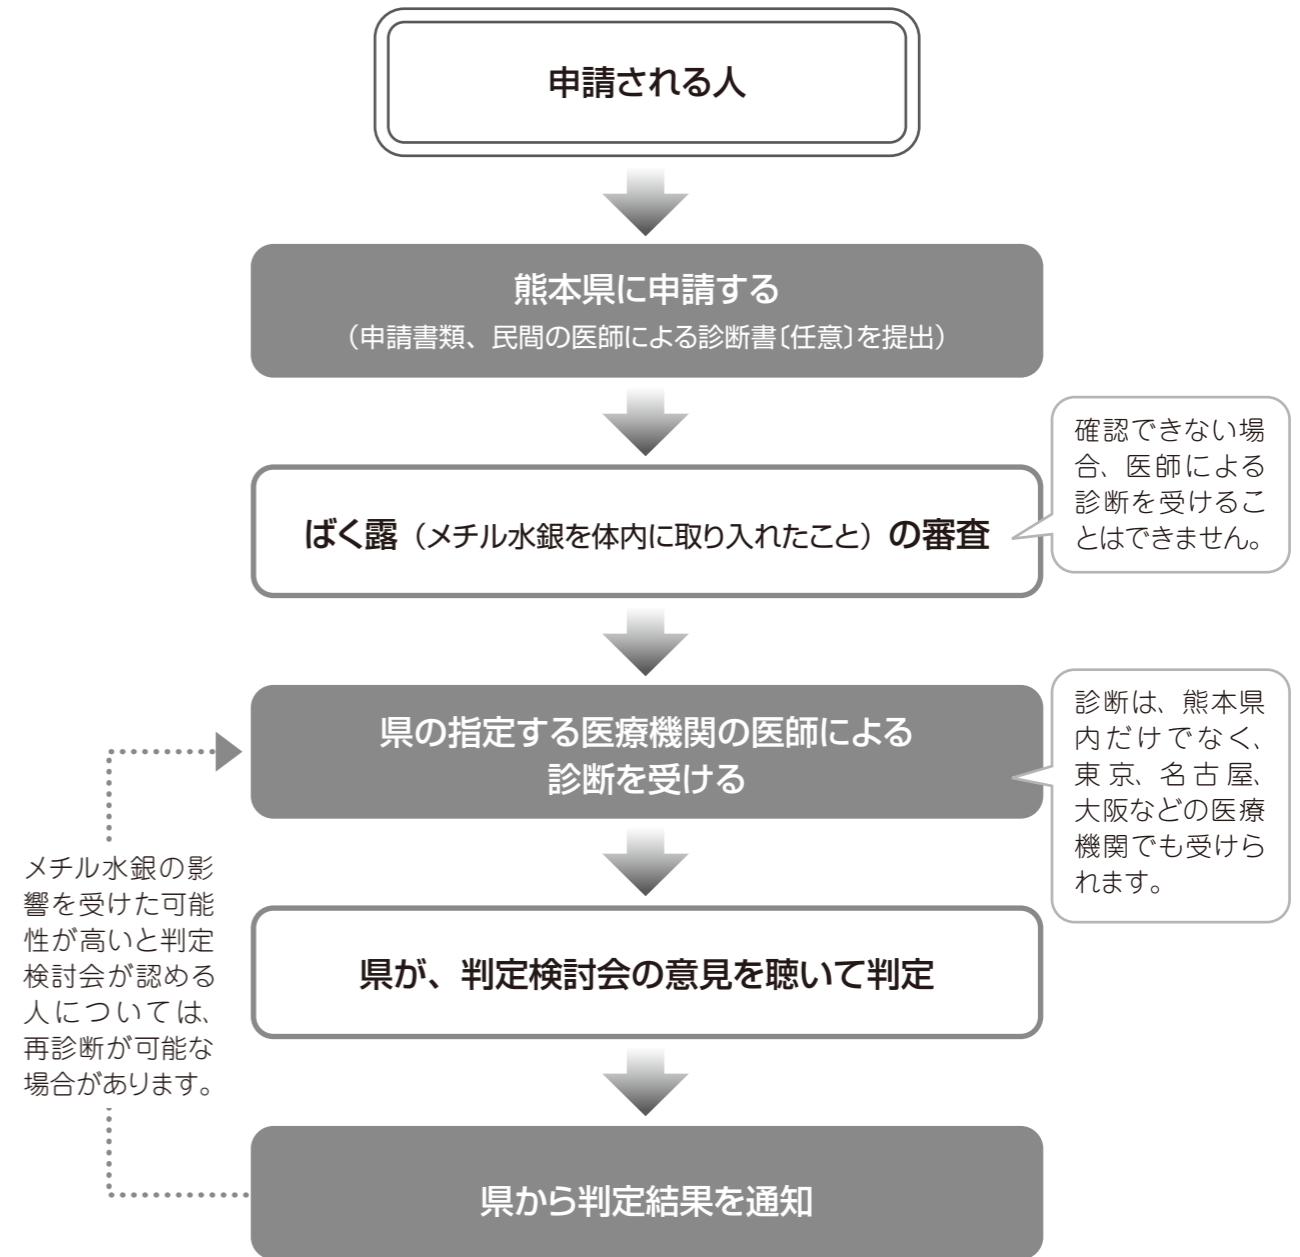 申請される人
熊本県に申請する
（申請書類、民間の医師による診断書〔任意〕を提出）
ばく露（メチル水銀を体内に取り入れたこと）の審査
確認できない場
合、医師による
診断を受けるこ
とはできません。
県の指定する医療機関の医師による
診断を受ける
診断は、熊本県
内だけでなく、
東京、名古屋、
大阪などの医療
機関でも受けら
れます。
県が、判定検討会の意見を聴いて判定
県から判定結果を通知
メチル水銀の影
響を受けた可能
性が高いと判定
検討会が認める
人については、
再診断が可能な
場合があります。